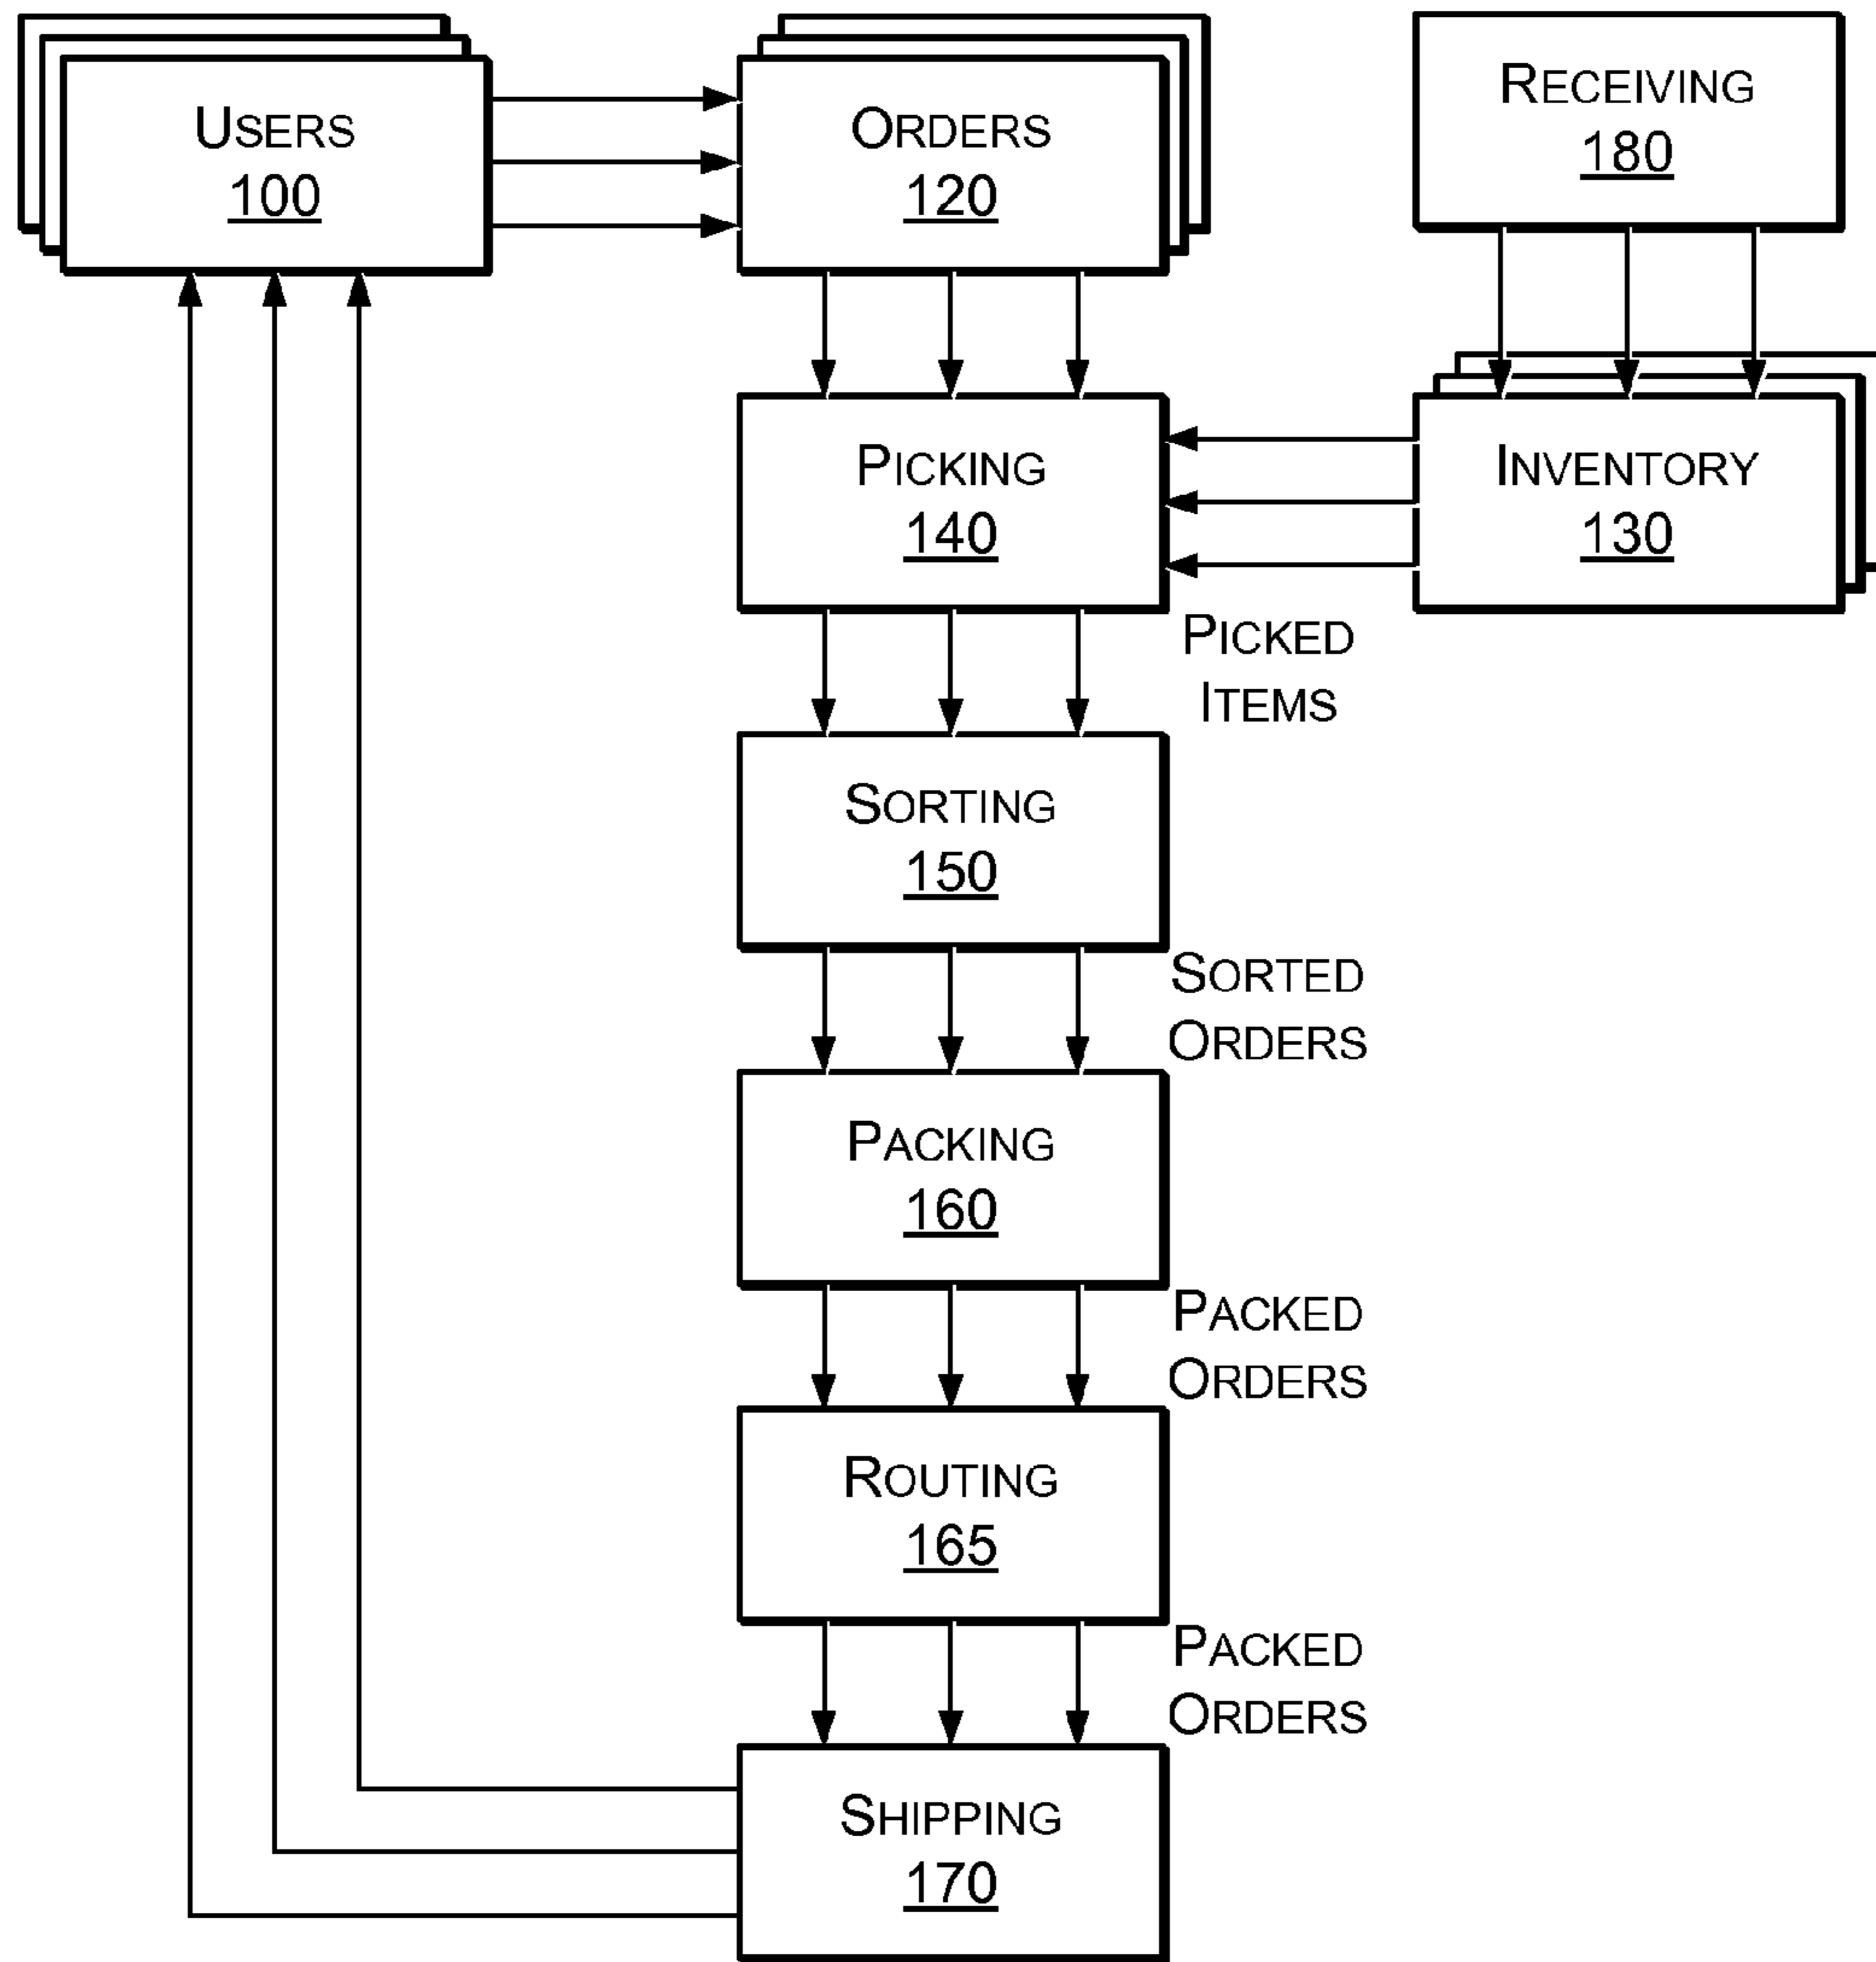 USERS
100
ORDERS
120
RECEIVING
180
PICKING
140
INVENTORY
130
PICKED
ITEMS
SORTING
150
SORTED
ORDERS
PACKING
160
PACKED
ORDERS
ROUTING
165
PACKED
ORDERS
SHIPPING
170